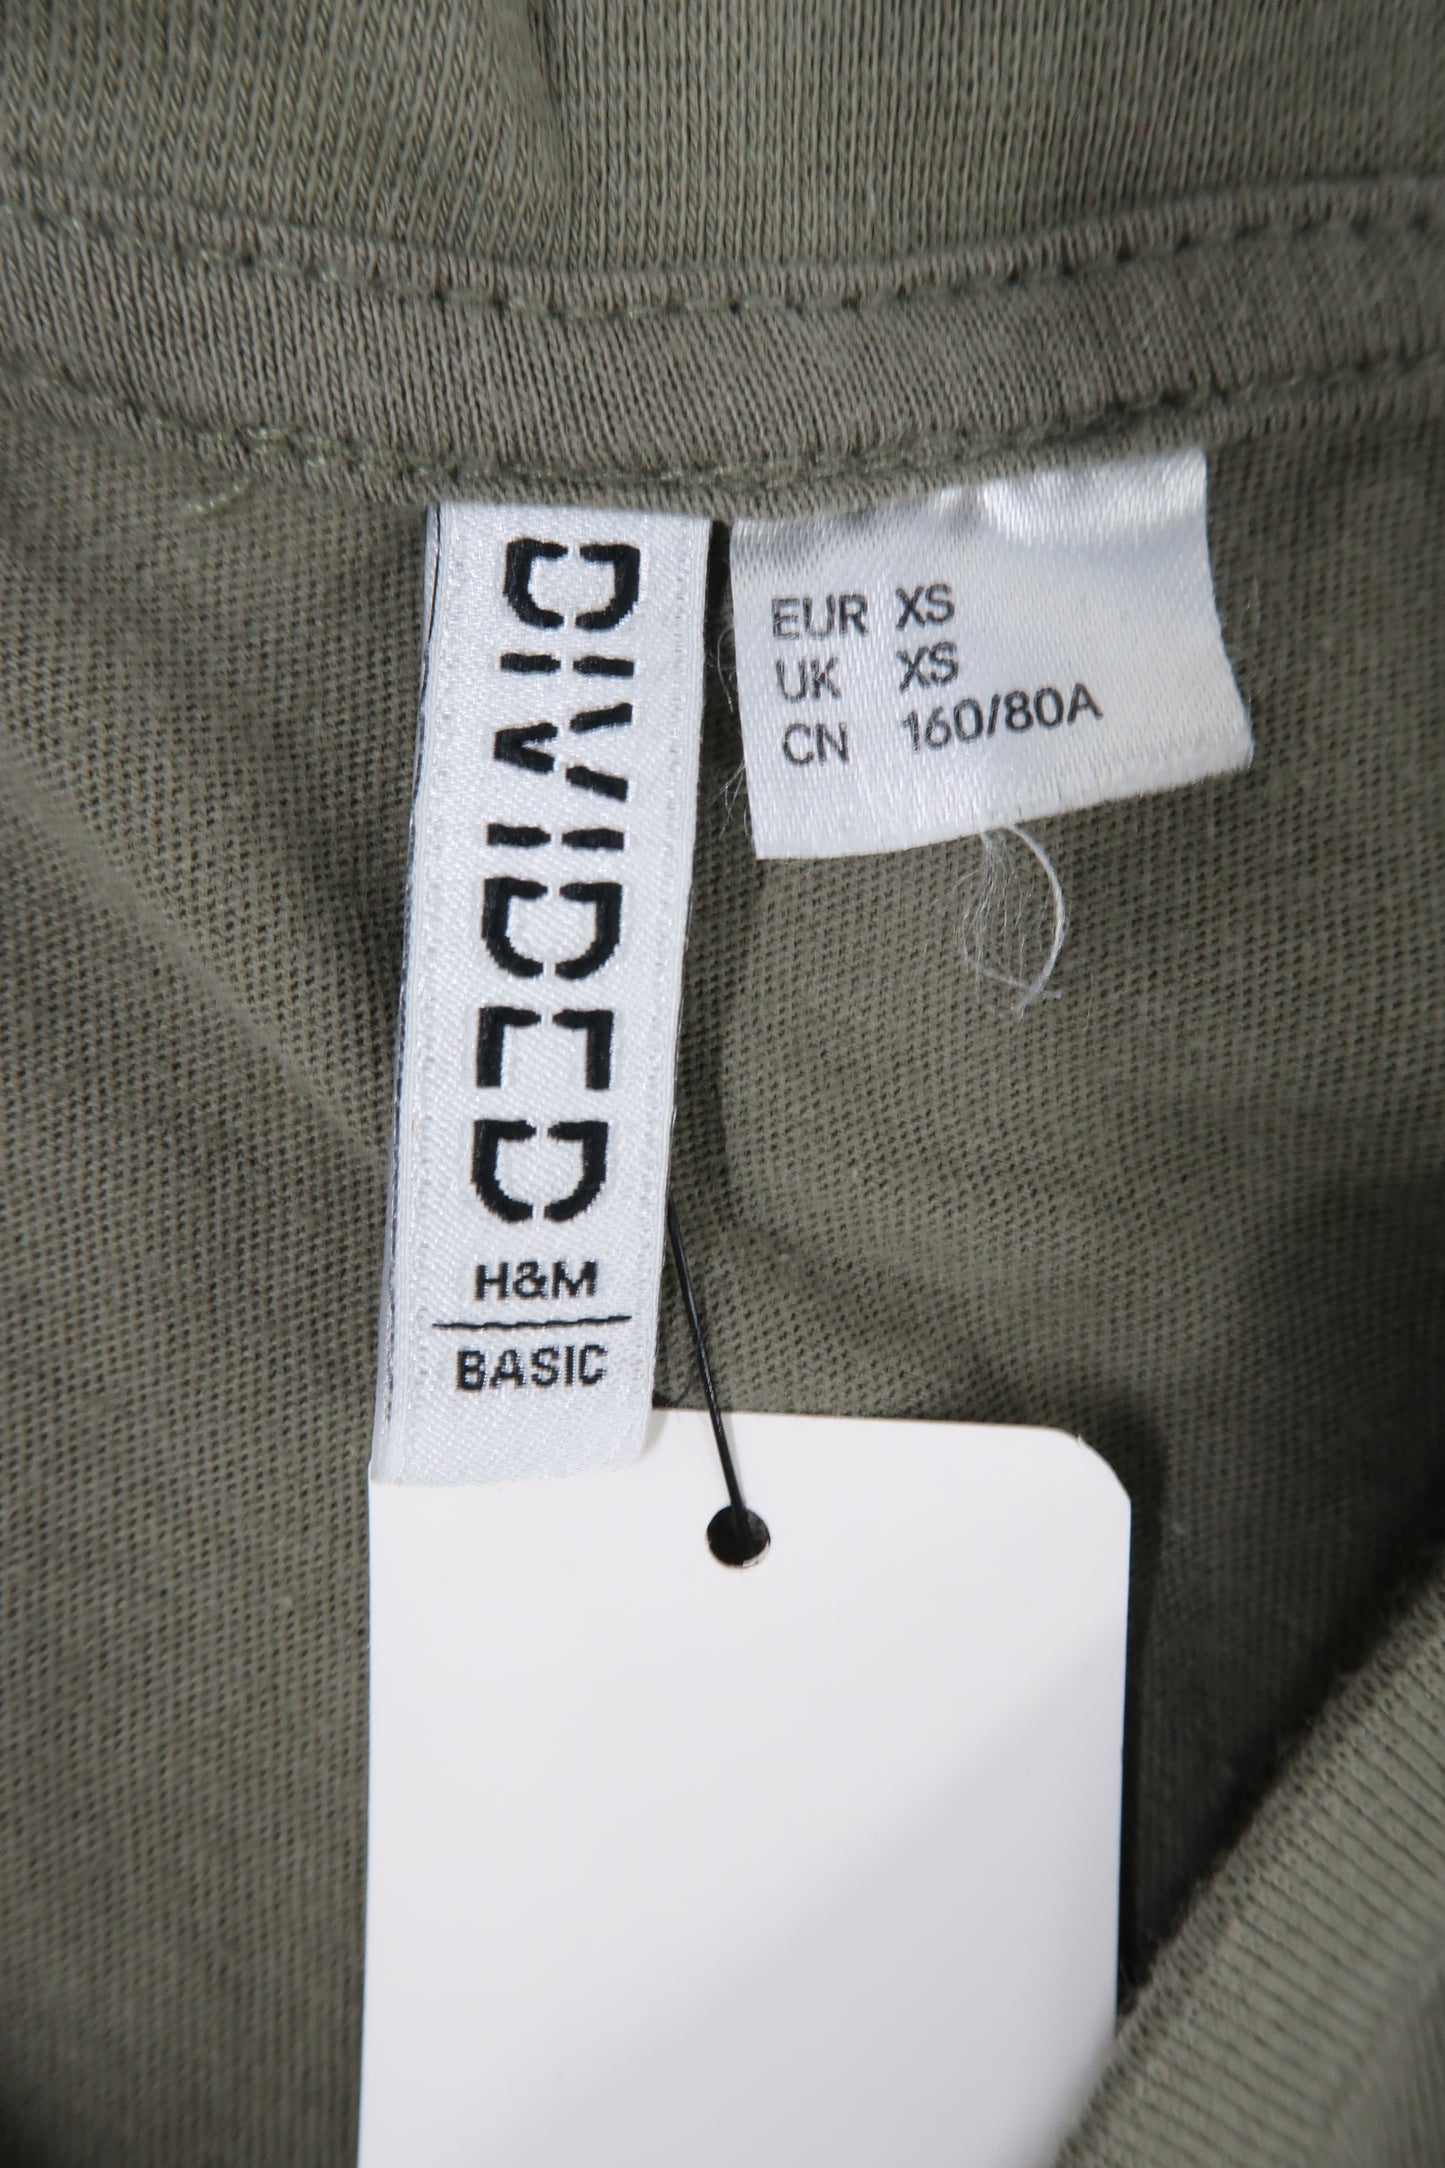 DIVIDED
H&M
BASIC
EUR XS
UK XS
CN 160/80A